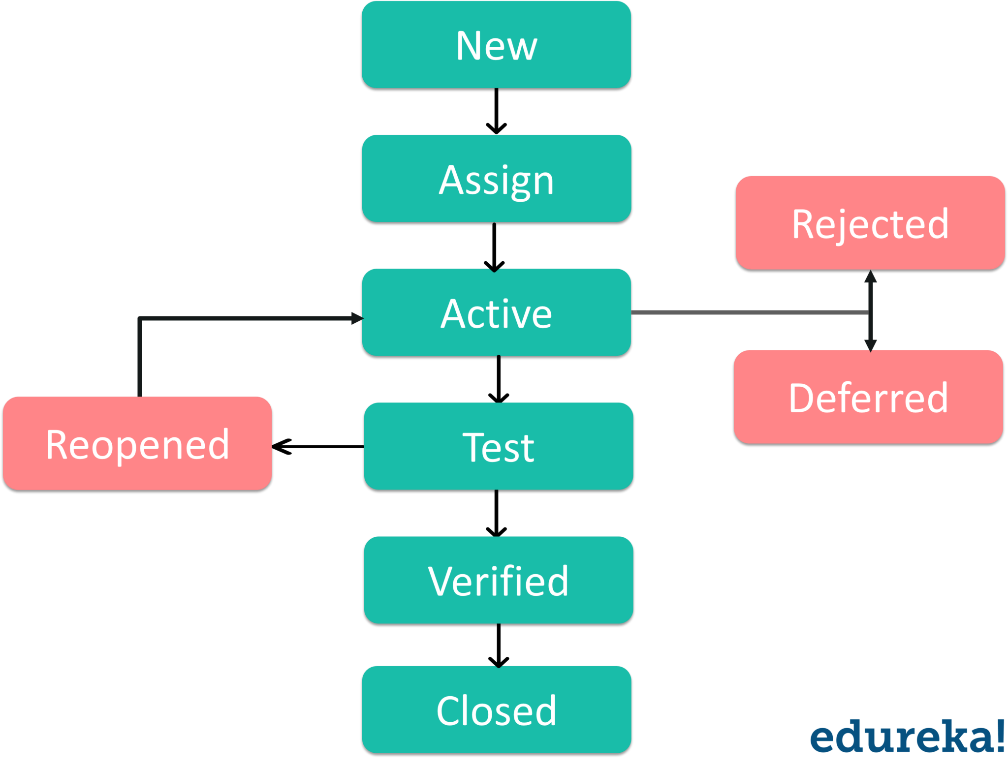 New
Assign
Rejected
Active
Deferred
Reopened
Test
Verified
Closed
edureka!